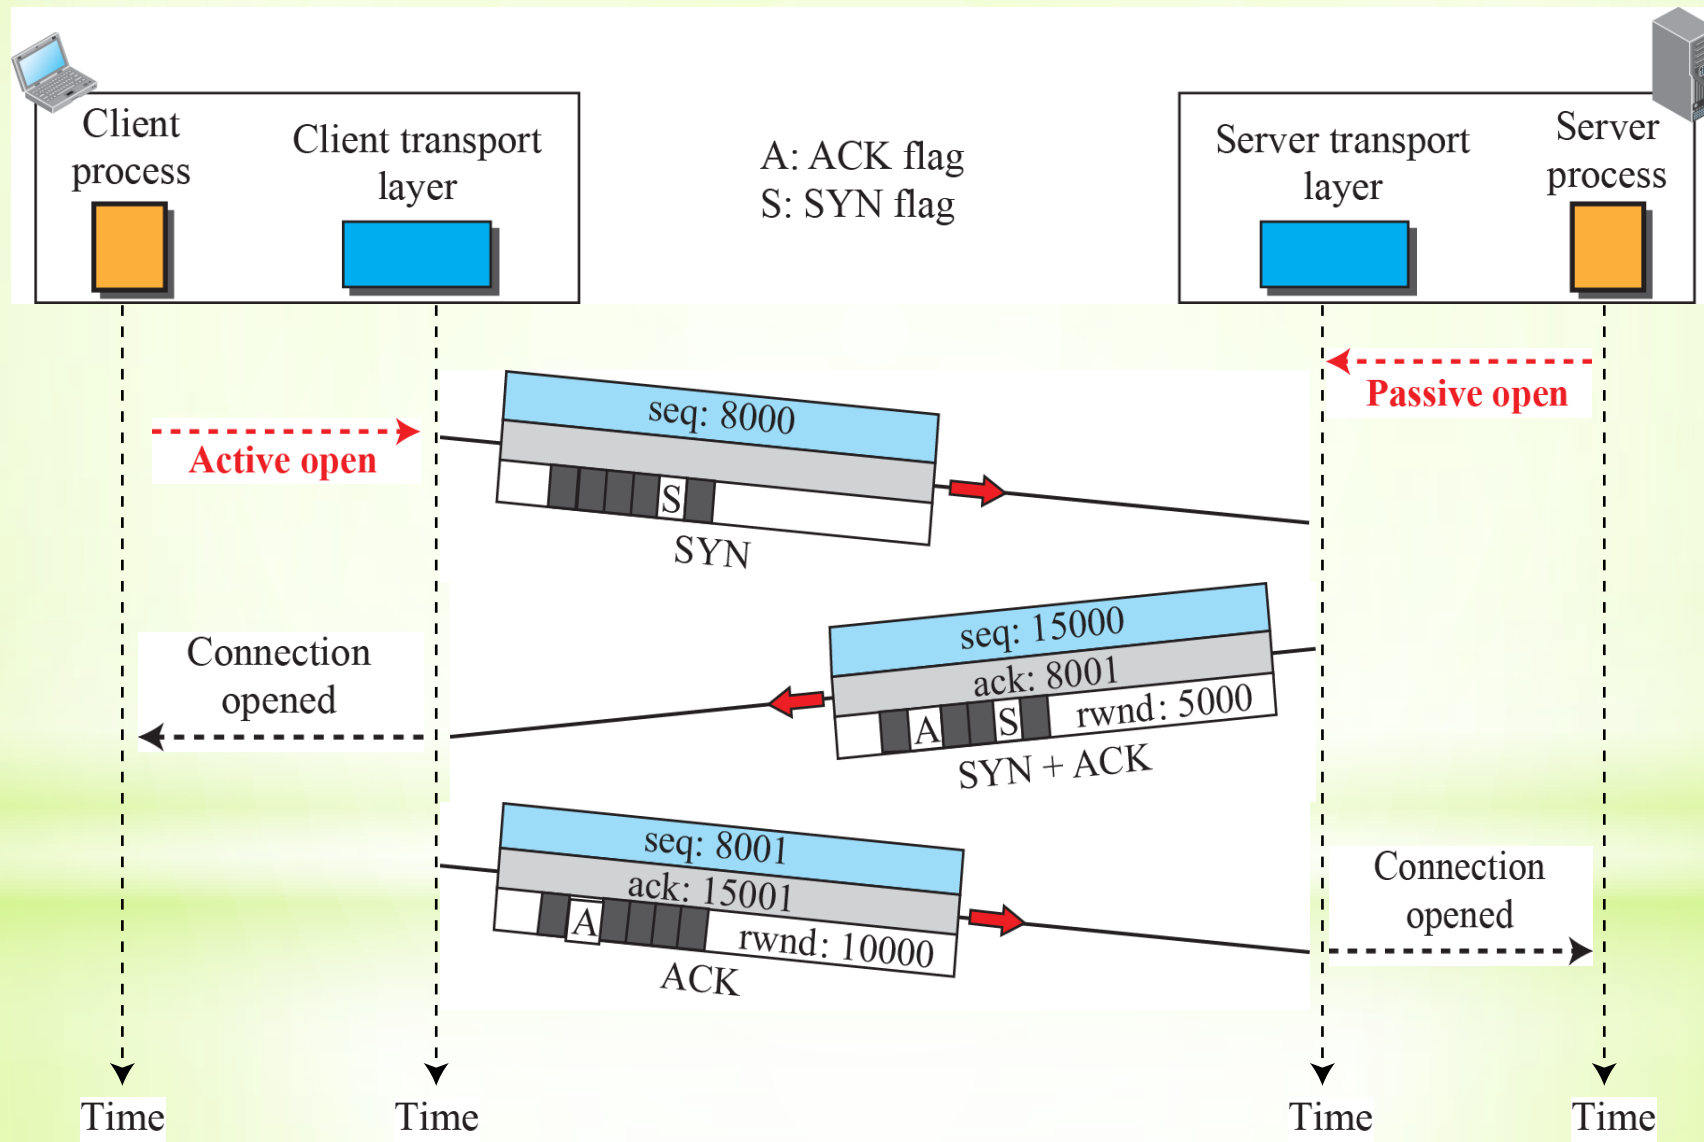 Client
process
Client transport
layer
A: ACK flag
S: SYN flag
Server transport
layer
Server
process
Passive open
Active open
seq: 8000
S
SYN
seq: 15000
ack: 8001
A
S
rwnd: 5000
SYN + ACK
Connection
opened
seq: 8001
ack: 15001
A
rwnd: 10000
ACK
Connection
opened
Time
Time
Time
Time